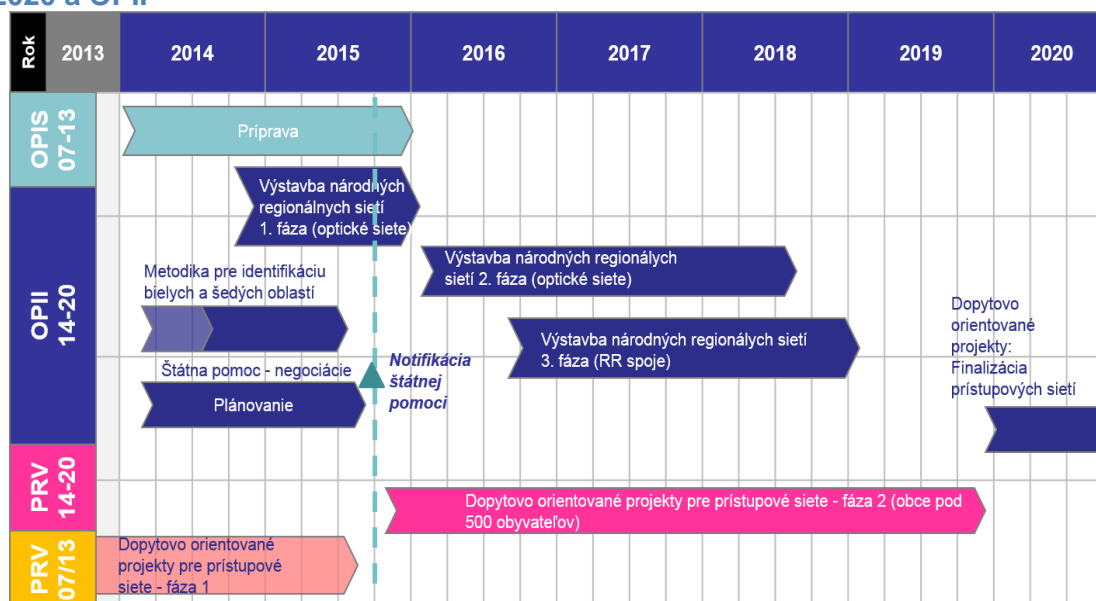 Rok
2013
2014
2015
2016
2017
2018
2019
2020
OPIS
07-13
Príprava
OPII
14-20
Výstavba národných
regionálnych sietí
1. fáza (optické siete)
Výstavba národných regionálych
sietí 2. fáza (optické siete)
Metodika pre identifikáciu
bielych a šedých oblastí
Výstavba národných regionálych sietí
3. fáza (RR spoje)
Dopytovo
orientované
projekty:
Finalizácia
prístupových sietí
Štátna pomoc - negociácie
Plánovanie
Notifikácia
štátnej
pomoci
PRV
14-20
Dopytovo orientované projekty pre prístupové siete - fáza 2 (obce pod
500 obyvateľov)
PRV
07/13
Dopytovo orientované
projekty pre prístupové
siete - fáza 1